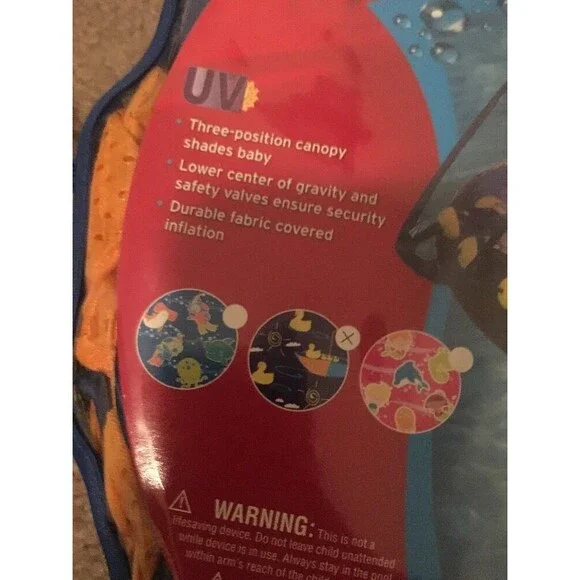 UV
• Three-position canopy
shades baby
• Lower center of gravity and
safety valves ensure security
• Durable fabric covered
inflation
WARNING: This is not a
lifesaving device. Do not leave child unattended
while device is in use. Always stay in the pool
within arm's reach of the child